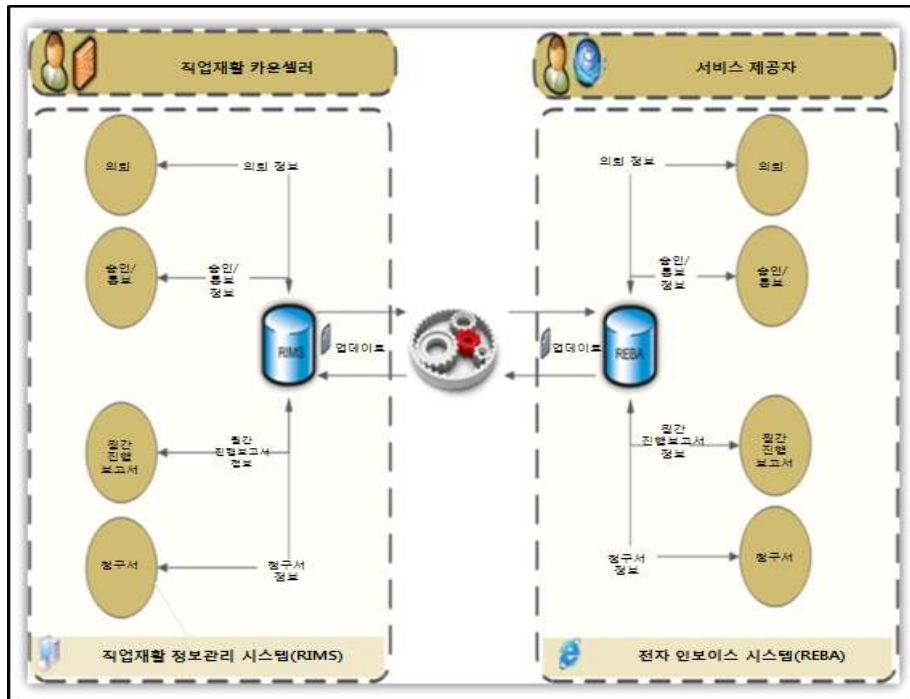 직업재활 카운셀러
서비스 제공자
의뢰
의뢰 정보
의뢰 정보
의뢰
승인/
통보
승인/
통보
정보
승인/
통보
정보
승인/
통보
RIMS
업데이트
업데이트
REBA
월간
진행
보고서
월간
진행보고서
정보
월간
진행보고서
정보
월간
진행
보고서
청구서
청구서
정보
청구서
정보
청구서
직업재활 정보관리 시스템(RIMS)
전자 인보이스 시스템(REBA)